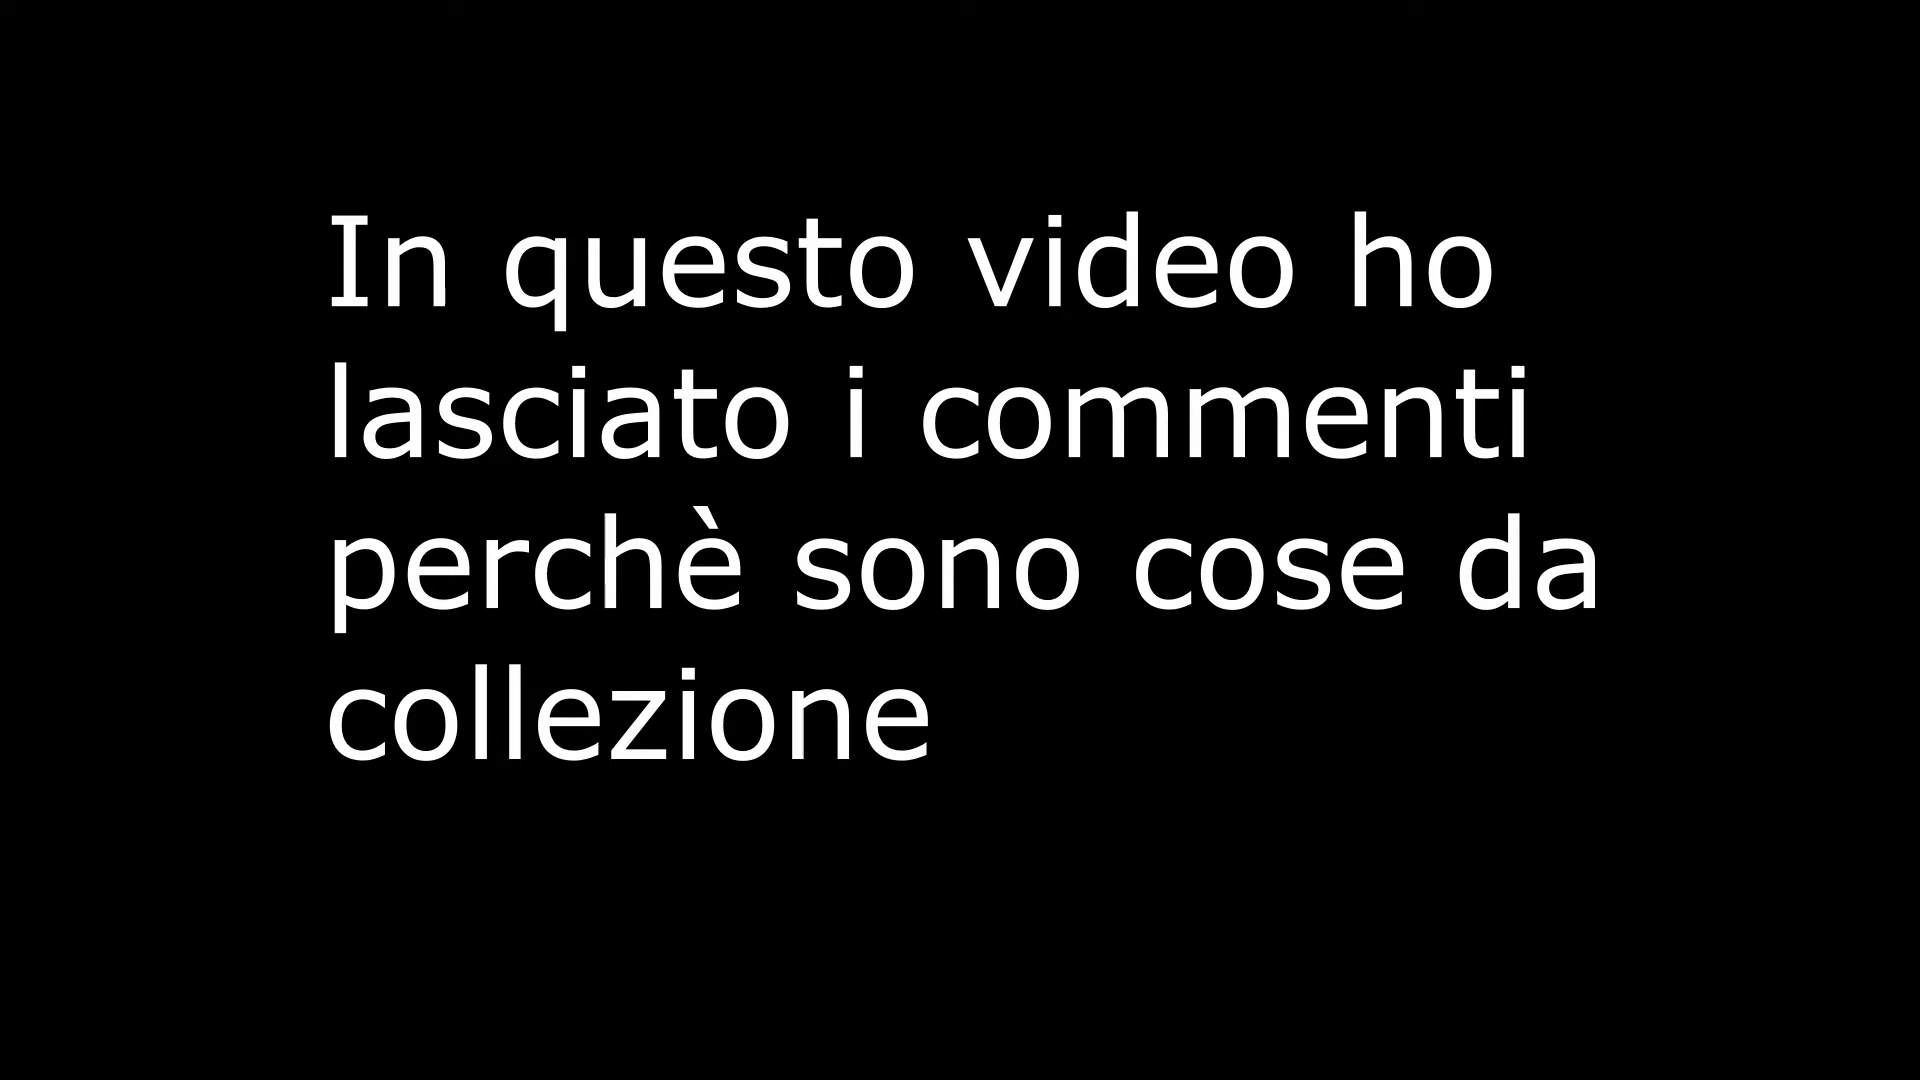 In questo video ho
lasciato i commenti
perchè sono cose da
collezione